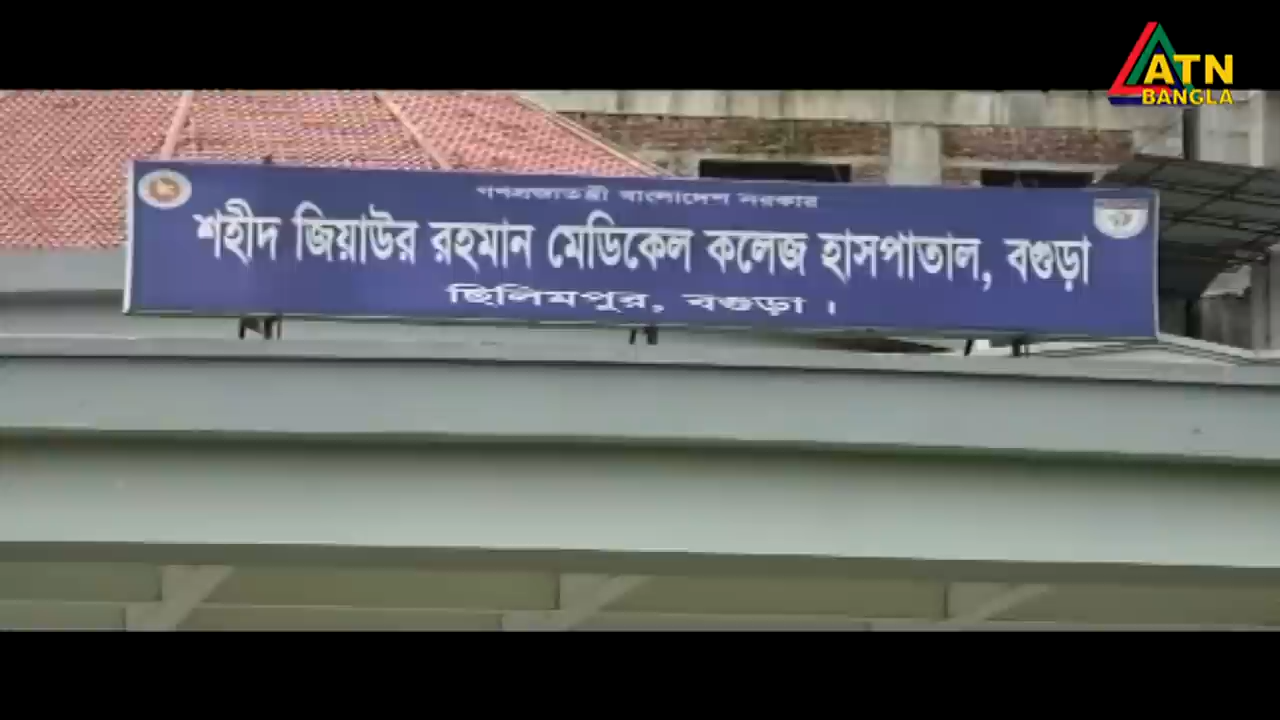 ATN
BANGLA
গণপ্রজাতন্ত্রী বাংলাদেশ সরকার
শহীদ জিয়াউর রহমান মেডিকেল কলেজ হাসপাতাল, বগুড়া
ছিলিমপুর, বগুড়া ।